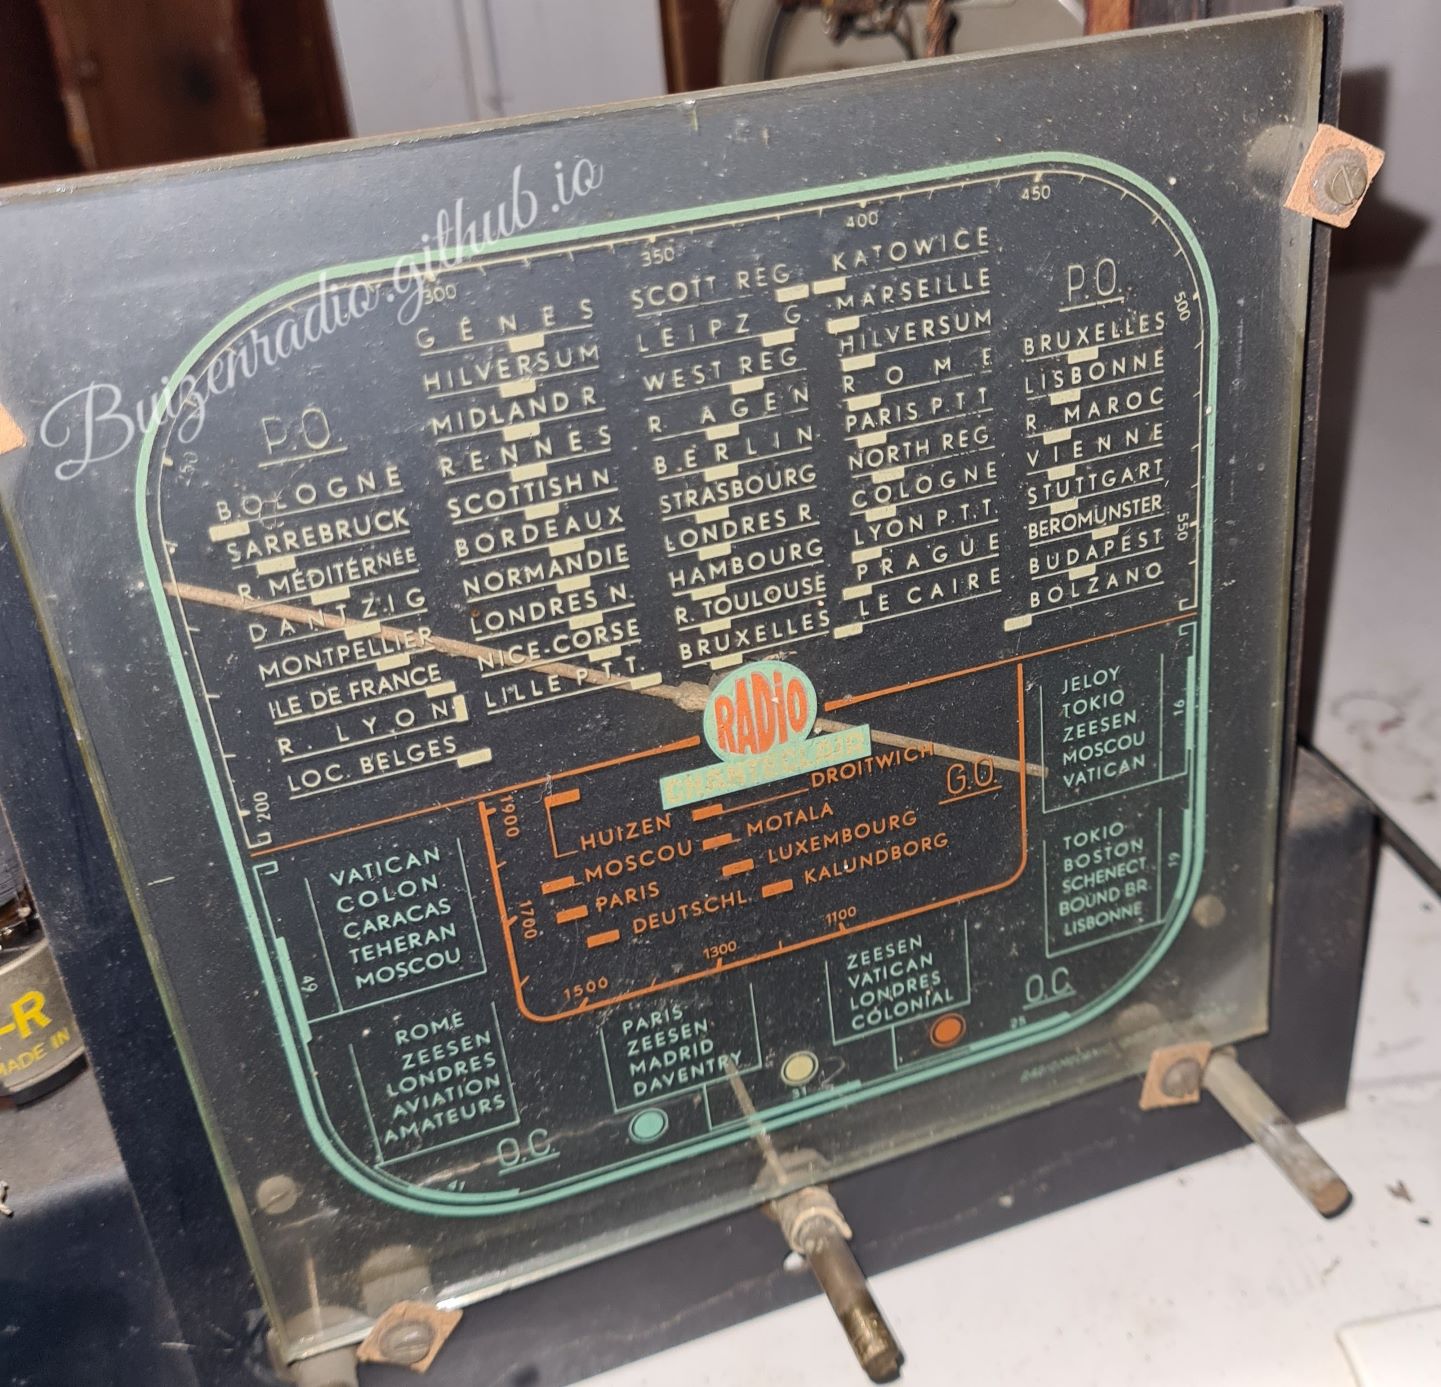 Buizenradio.github.io
250
300
350
400
450
500
550
200
P.O.
BOLOGNE
SARREBRUCK
R. MÉDITERNÉE
DANTZIG
MONTPELLIER
ILE DE FRANCE
R. LYON
LOC. BELGES
GÊNES
HILVERSUM
MIDLAND R
RENNES
SCOTTISH N
BORDEAUX
NORMANDIE
LONDRES N.
NICE-CORSE
LILLE P.T.T.
SCOTT REG
LEIPZ G
WEST REG
R. AGEN
BERLIN
STRASBOURG
LONDRES R.
HAMBOURG
R. TOULOUSE
BRUXELLES
KATOWICE
MARSEILLE
HILVERSUM
ROME
PARIS P.T.T
NORTH REG
COLOGNE
LYON P.T.T.
PRAGUE
LE CAIRE
P.O.
BRUXELLES
LISBONNE
R. MAROC
VIENNE
STUTTGART
BEROMUNSTER
BUDAPEST
BOLZANO
RADIO
CHANTECLAIR
G.O.
DROITWICH
HUIZEN
MOTALA
MOSCOU
LUXEMBOURG
PARIS
KALUNDBORG
DEUTSCHL.
1900
1700
1500
1300
1100
JELOY
TOKIO
ZEESEN
MOSCOU
VATICAN
16
TOKIO
BOSTON
SCHENECT.
BOUND BR.
LISBONNE
19
VATICAN
COLON
CARACAS
TEHERAN
MOSCOU
49
ROME
ZEESEN
LONDRES
AVIATION
AMATEURS
O.C.
PARIS
ZEESEN
MADRID
DAVENTRY
31
ZEESEN
VATICAN
LONDRES
COLONIAL
25
O.C.
-R
MADE IN